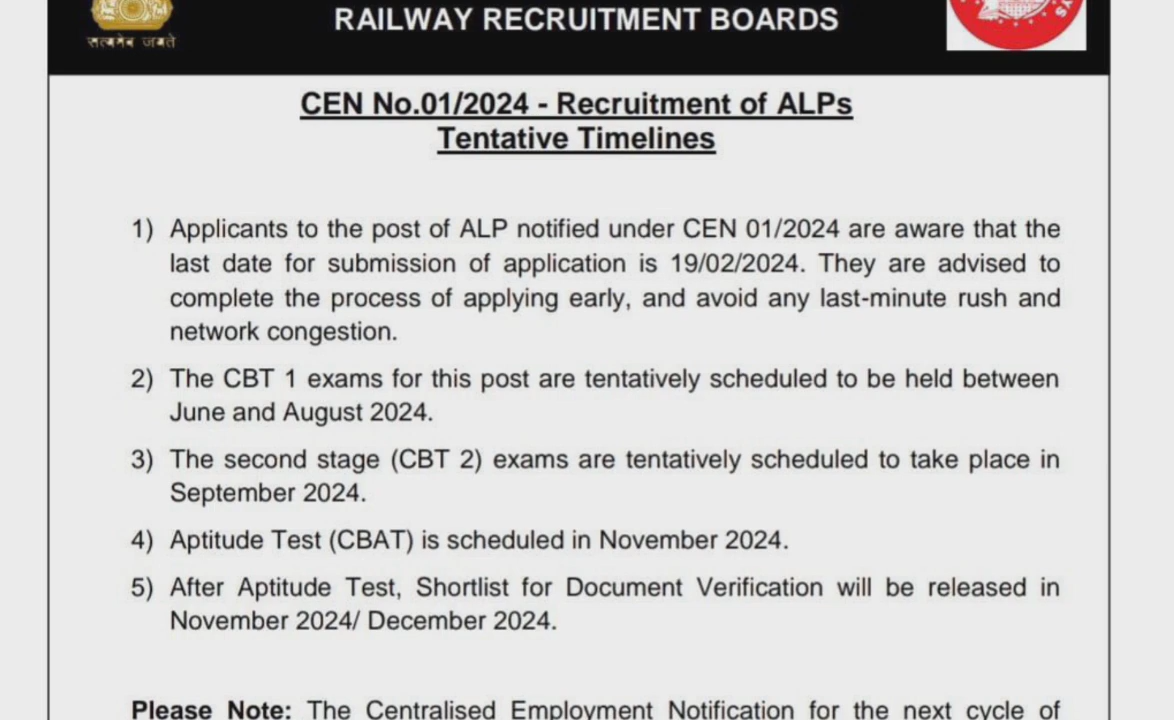 RAILWAY RECRUITMENT BOARDS
सत्यमेव जयते
CEN No.01/2024 - Recruitment of ALPs
Tentative Timelines
1) Applicants to the post of ALP notified under CEN 01/2024 are aware that the
last date for submission of application is 19/02/2024. They are advised to
complete the process of applying early, and avoid any last-minute rush and
network congestion.
2) The CBT 1 exams for this post are tentatively scheduled to be held between
June and August 2024.
3) The second stage (CBT 2) exams are tentatively scheduled to take place in
September 2024.
4) Aptitude Test (CBAT) is scheduled in November 2024.
5) After Aptitude Test, Shortlist for Document Verification will be released in
November 2024/ December 2024.
Please Note: The Centralised Employment Notification for the next cycle of